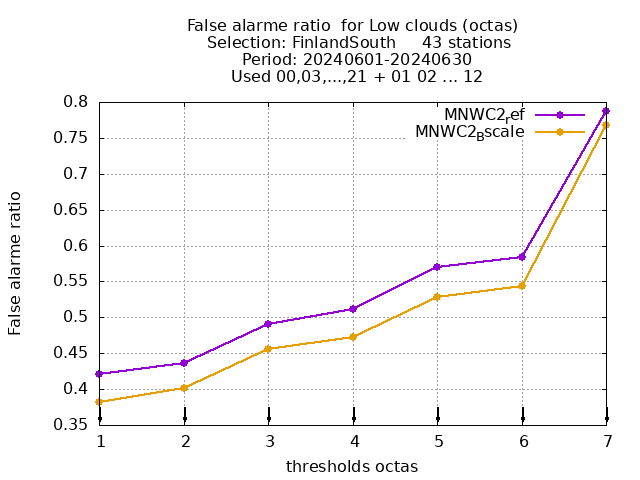 False alarme ratio  for Low clouds (octas)
Selection: FinlandSouth     43 stations
Period: 20240601-20240630
Used 00,03,...,21 + 01 02 ... 12
MNWC2ref
MNWC2Bscale
False alarme ratio
0.8
0.75
0.7
0.65
0.6
0.55
0.5
0.45
0.4
0.35
1 2 3 4 5 6 7
thresholds octas